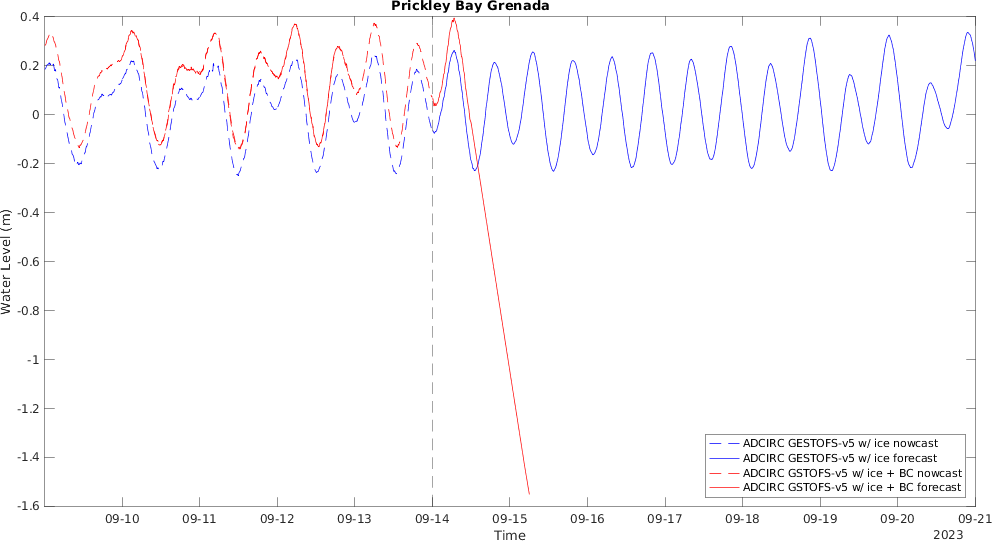 Prickley Bay Grenada
0.4
0.2
0
-0.2
-0.4
-0.6
-0.8
-1
-1.2
-1.4
-1.6
Water Level (m)
ADCIRC GESTOFS-v5 w/ ice nowcast
ADCIRC GESTOFS-v5 w/ ice forecast
ADCIRC GSTOFS-v5 w/ ice + BC nowcast
ADCIRC GSTOFS-v5 w/ ice + BC forecast
09-10 09-11 09-12 09-13 09-14 09-15 09-16 09-17 09-18 09-19 09-20 09-21
Time
2023